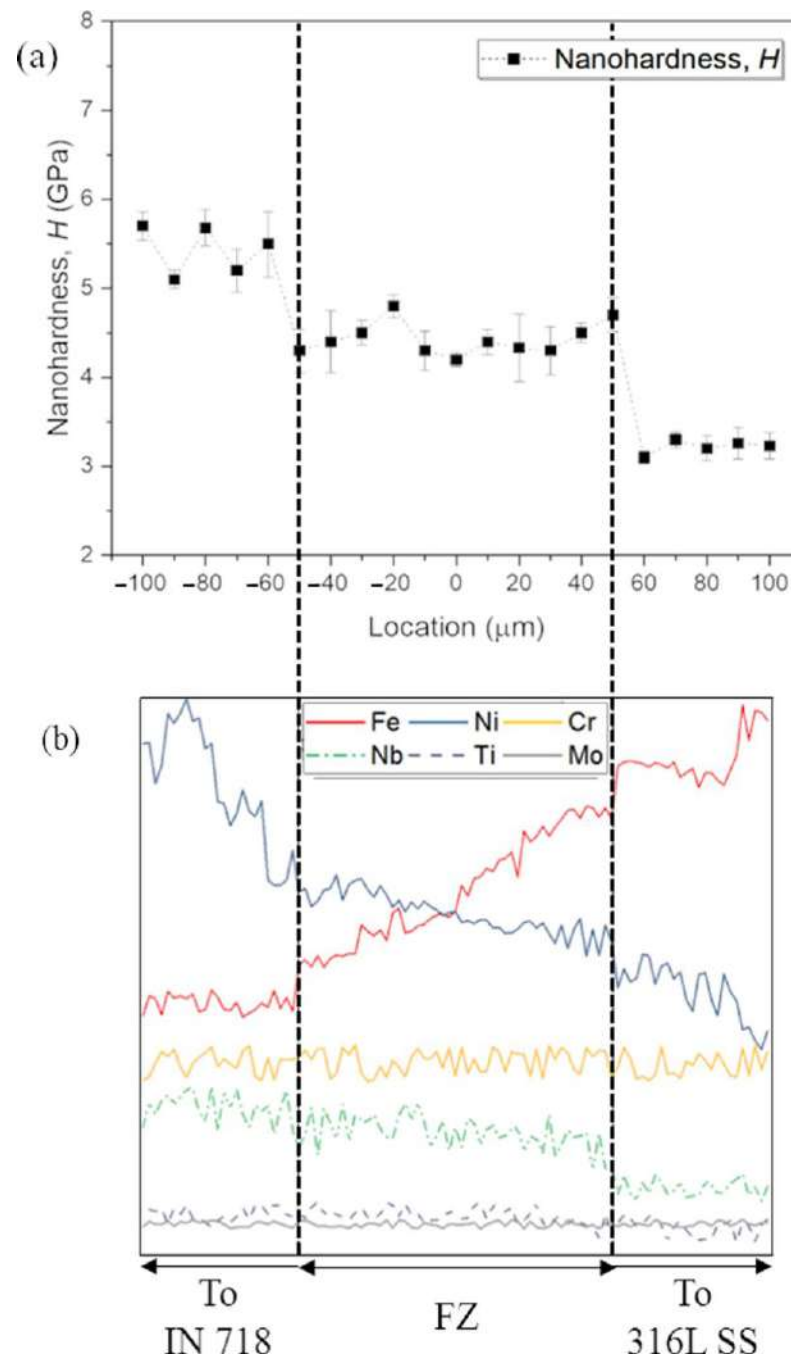 (a)
8
Nanohardness, H
7
6
5
4
3
2
Nanohardness, H (GPa)
−100 −80 −60 −40 −20 0 20 40 60 80 100
Location (μm)
(b)
Fe Ni Cr
Nb Ti Mo
To
IN 718
FZ
To
316L SS